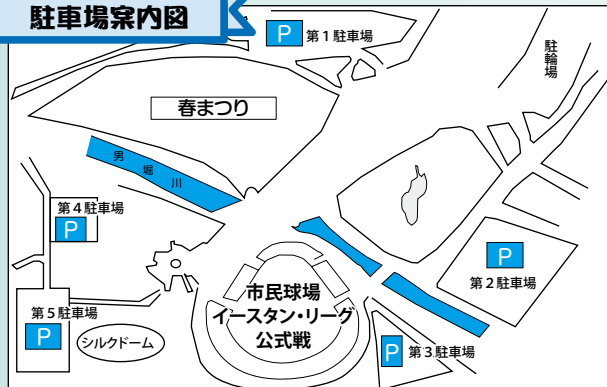 駐車場案内図
P 第1駐車場
駐輪場
春まつり
男堀川
第4駐車場
P
P
第2駐車場
市民球場
イースタン・リーグ
公式戦
第5駐車場
P
シルクドーム
P 第3駐車場